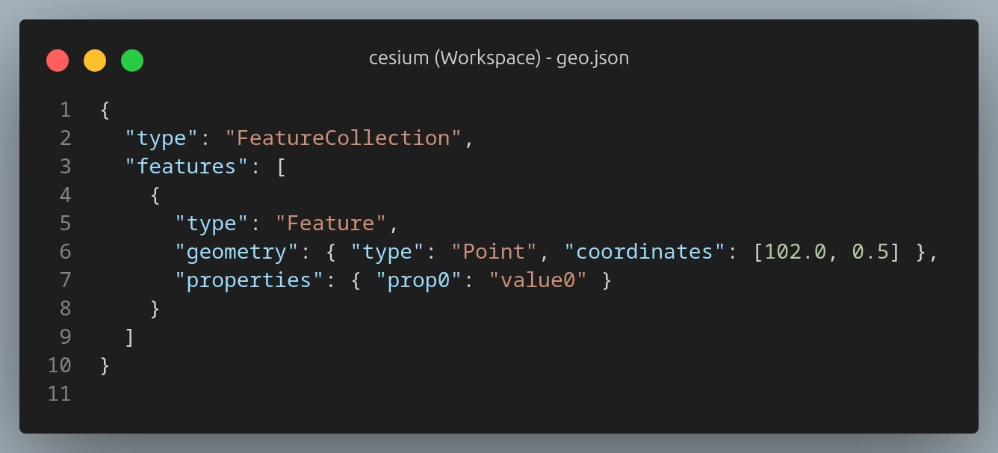 cesium (Workspace) - geo.json
1 {
2   "type": "FeatureCollection",
3   "features": [
4     {
5       "type": "Feature",
6       "geometry": { "type": "Point", "coordinates": [102.0, 0.5] },
7       "properties": { "prop0": "value0" }
8     }
9   ]
10 }
11